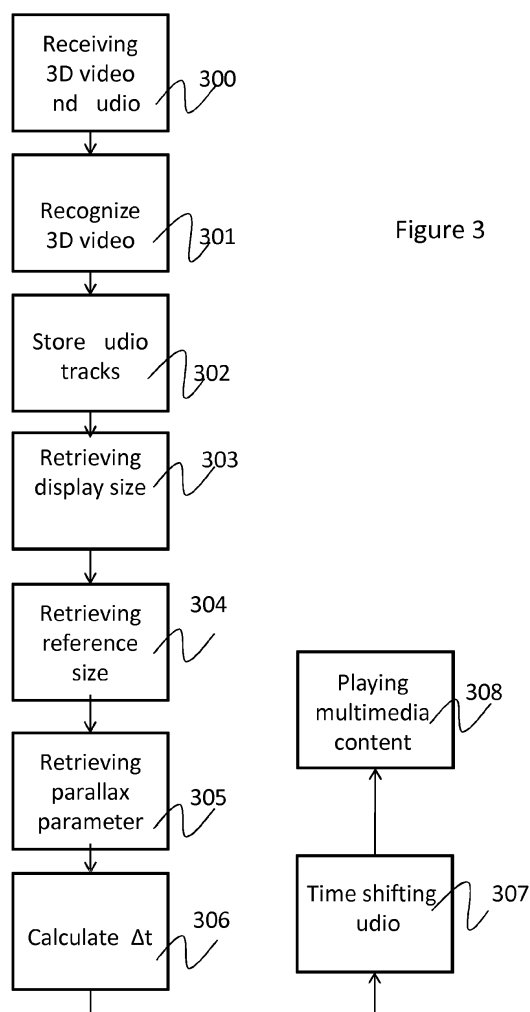 Receiving
3D video
nd udio
300
Recognize
3D video
301
Figure 3
Store udio
tracks
302
Retrieving
display size
303
Retrieving
reference
size
304
Retrieving
parallax
parameter
305
Calculate Δt
306
Time shifting
udio
307
Playing
multimedia
content
308